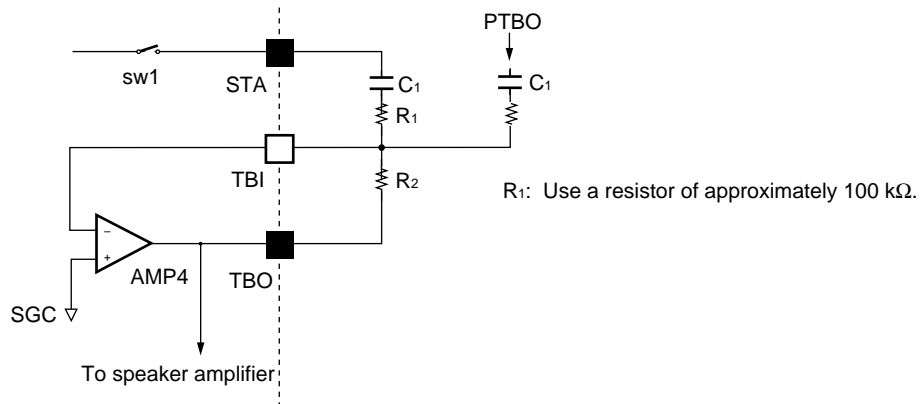 PTBO
sw1
STA
C1
C1
R1
TBI
R2
R1: Use a resistor of approximately 100 kΩ.
–
+
AMP4
TBO
SGC
To speaker amplifier